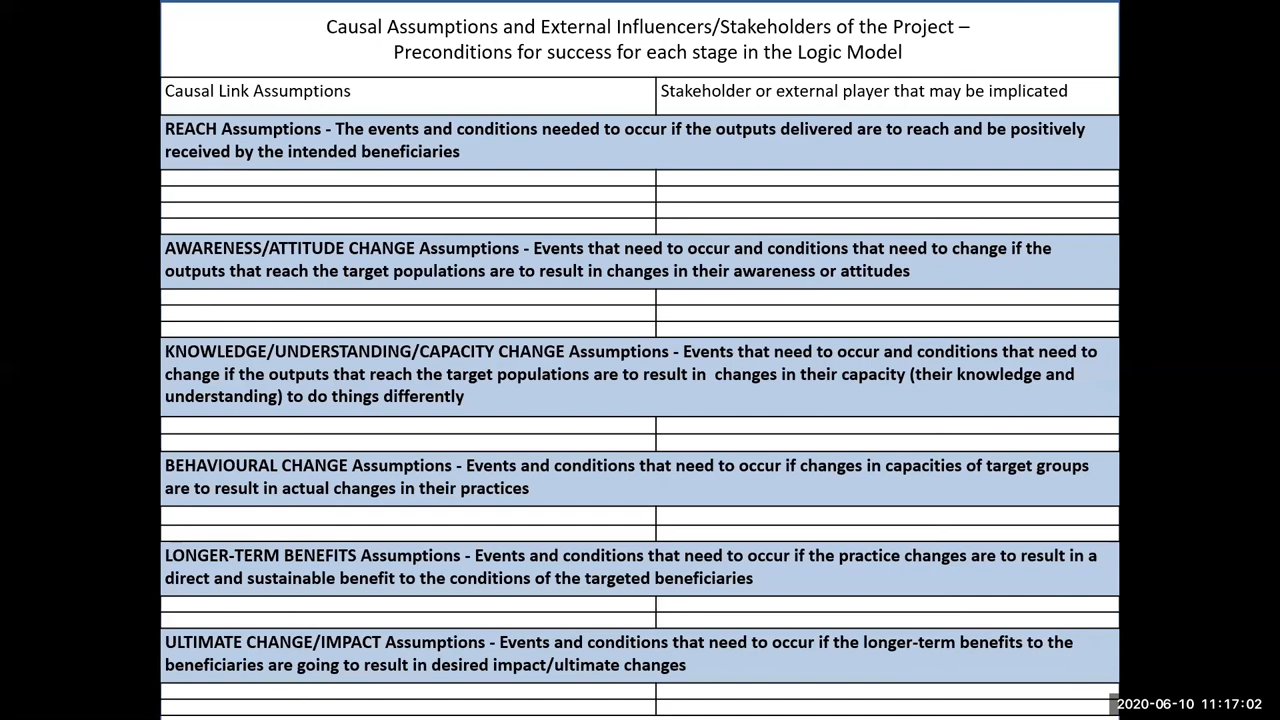 Causal Assumptions and External Influencers/Stakeholders of the Project –
Preconditions for success for each stage in the Logic Model
Causal Link Assumptions
Stakeholder or external player that may be implicated
REACH Assumptions - The events and conditions needed to occur if the outputs delivered are to reach and be positively
received by the intended beneficiaries
AWARENESS/ATTITUDE CHANGE Assumptions - Events that need to occur and conditions that need to change if the
outputs that reach the target populations are to result in changes in their awareness or attitudes
KNOWLEDGE/UNDERSTANDING/CAPACITY CHANGE Assumptions - Events that need to occur and conditions that need to
change if the outputs that reach the target populations are to result in  changes in their capacity (their knowledge and
understanding) to do things differently
BEHAVIOURAL CHANGE Assumptions - Events and conditions that need to occur if changes in capacities of target groups
are to result in actual changes in their practices
LONGER-TERM BENEFITS Assumptions - Events and conditions that need to occur if the practice changes are to result in a
direct and sustainable benefit to the conditions of the targeted beneficiaries
ULTIMATE CHANGE/IMPACT Assumptions - Events and conditions that need to occur if the longer-term benefits to the
beneficiaries are going to result in desired impact/ultimate changes
2020-06-10 11:17:02